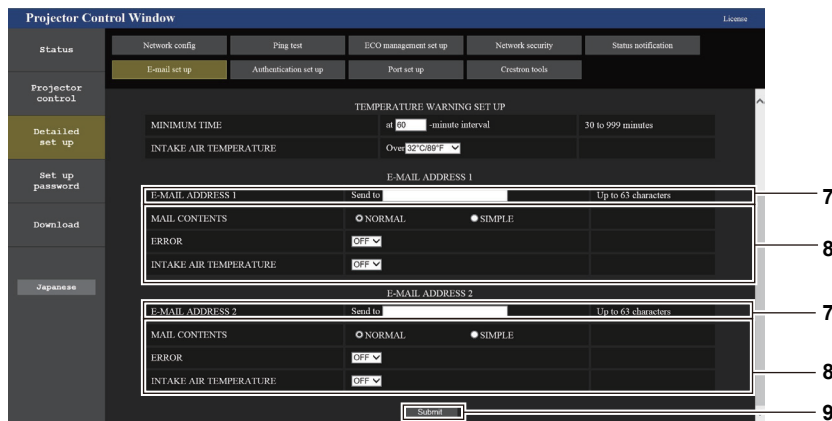 Projector Control Window License
Status Network config Ping test ECO management set up Network security Status notification
E-mail set up Authentication set up Port set up Crestron tools
Projector
control
TEMPERATURE WARNING SET UP
MINIMUM TIME at 60 -minute interval 30 to 999 minutes
Detailed
set up
INTAKE AIR TEMPERATURE Over 32°C/89°F
Set up
password
E-MAIL ADDRESS 1
E-MAIL ADDRESS 1 Send to Up to 63 characters 7
Download
MAIL CONTENTS NORMAL SIMPLE
ERROR OFF 8
INTAKE AIR TEMPERATURE OFF
Japanese
E-MAIL ADDRESS 2
E-MAIL ADDRESS 2 Send to Up to 63 characters 7
MAIL CONTENTS NORMAL SIMPLE
ERROR OFF 8
INTAKE AIR TEMPERATURE OFF
Submit 9